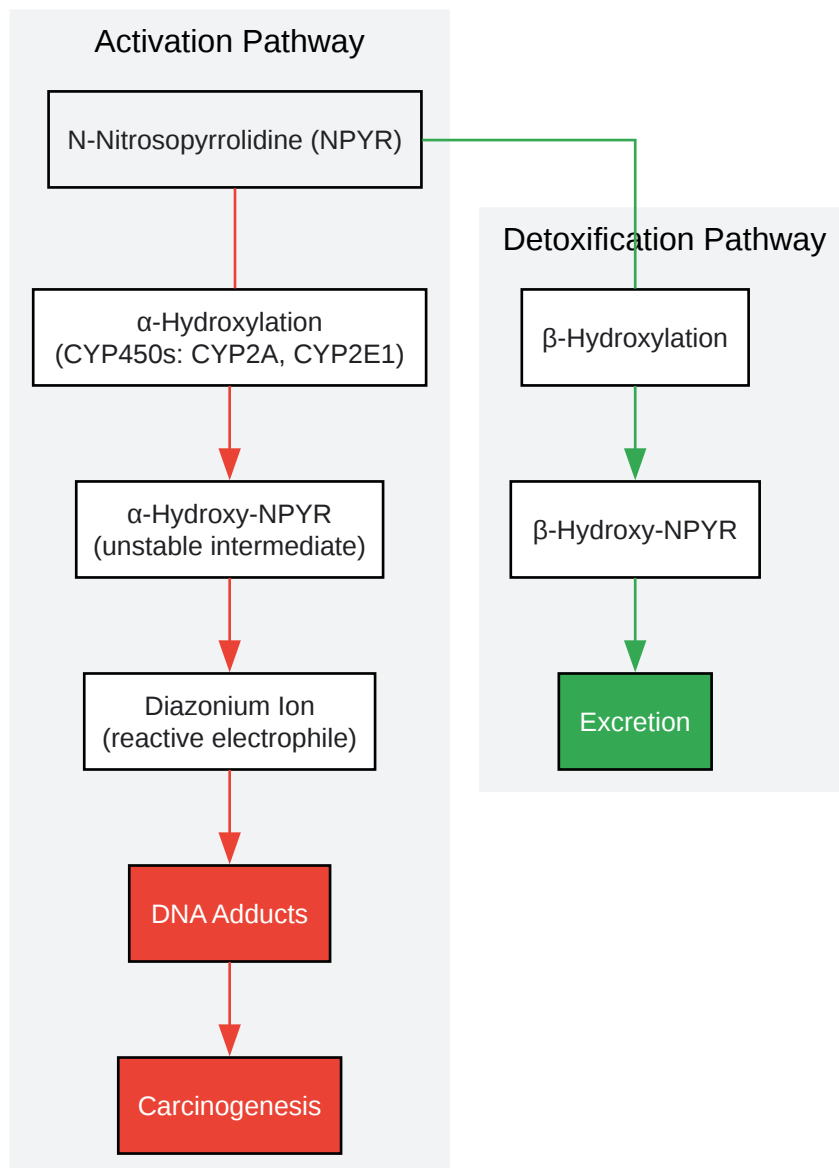 Activation Pathway
N-Nitrosopyrrolidine (NPYR)
α-Hydroxylation
(CYP450s: CYP2A, CYP2E1)
α-Hydroxy-NPYR
(unstable intermediate)
Diazonium Ion
(reactive electrophile)
DNA Adducts
Carcinogenesis
Detoxification Pathway
β-Hydroxylation
β-Hydroxy-NPYR
Excretion